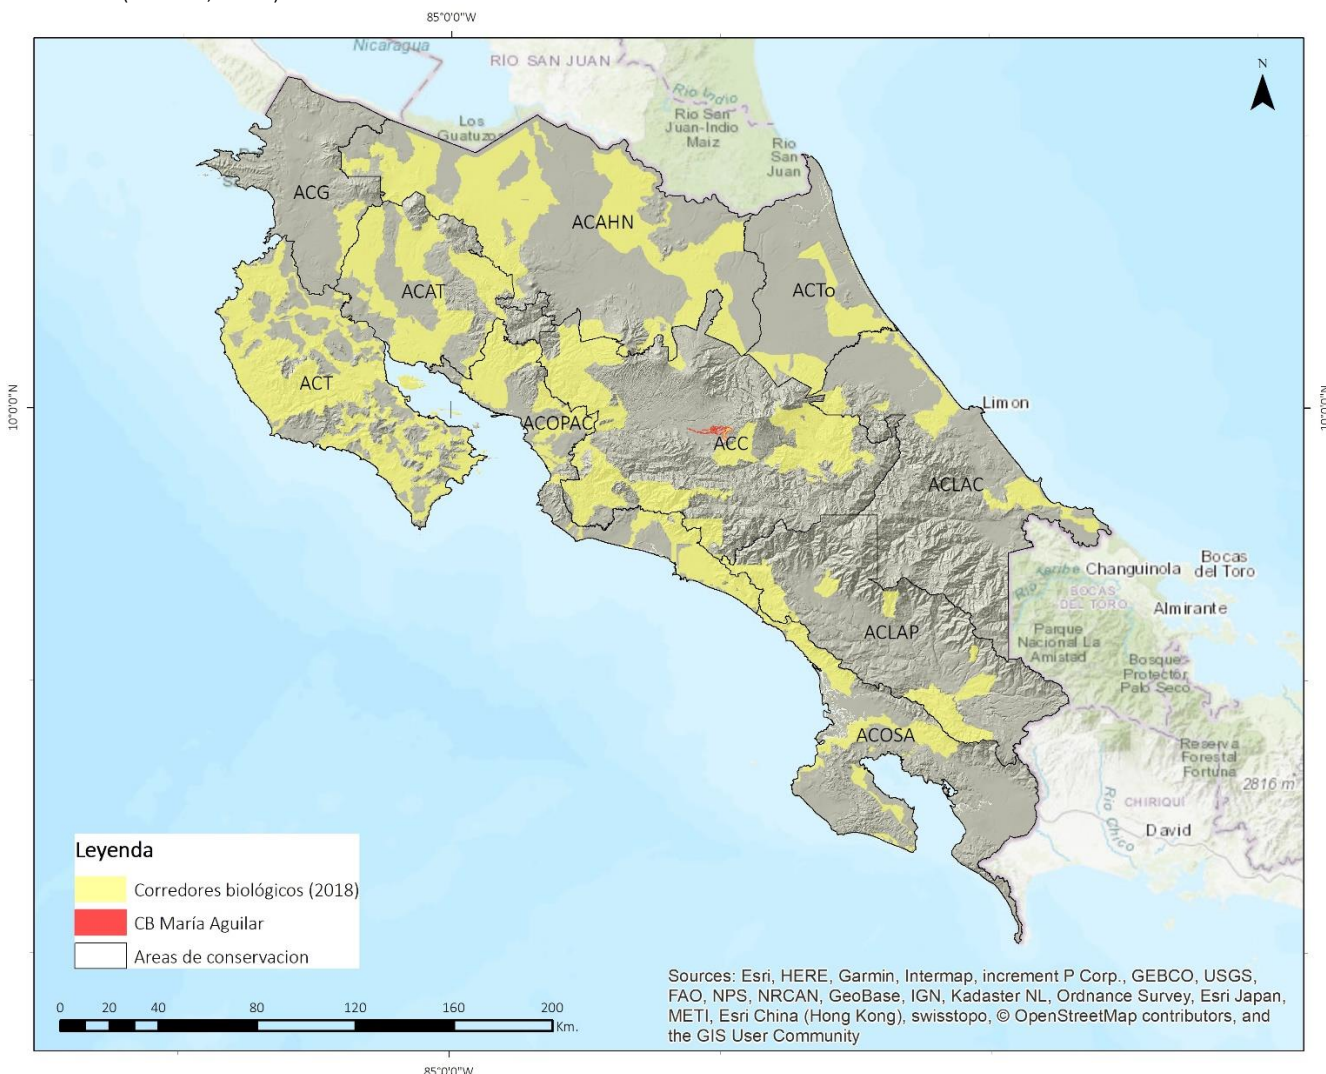 85°0'0"W
Nicaragua
RÍO SAN JUAN
N
Rio Indio
Los
Guatuzos
Rio San
Juan-Indio
Maiz
Rio
San
Juan
ACG
ACAHN
ACAT
ACTo
ACT
10°0'0"N
Limon
ACOPAC
ACC
ACLAC
Changuinola
Bocas
del Toro
BOCAS
DEL TORO
Almirante
ACLAP
Parque
Nacional La
Amistad
Bosque
Protector
Palo Seco
ACOSA
Reserva
Forestal
Fortuna
2816 m
CHIRIQUÍ
Rio Chico
David
Leyenda
Corredores biológicos (2018)
CB María Aguilar
Areas de conservacion
0 20 40 80 120 160 200
Km.
Sources: Esri, HERE, Garmin, Intermap, increment P Corp., GEBCO, USGS,
FAO, NPS, NRCAN, GeoBase, IGN, Kadaster NL, Ordnance Survey, Esri Japan,
METI, Esri China (Hong Kong), swisstopo, © OpenStreetMap contributors, and
the GIS User Community